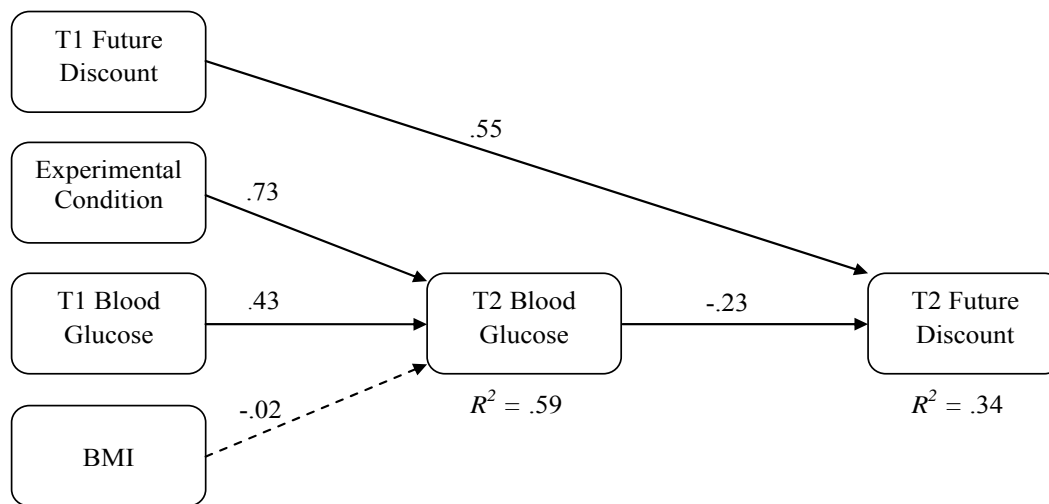 T1 Future
Discount
.55
Experimental
Condition
.73
T1 Blood
Glucose
.43
T2 Blood
Glucose
-.23
T2 Future
Discount
-.02
R² = .59
R² = .34
BMI